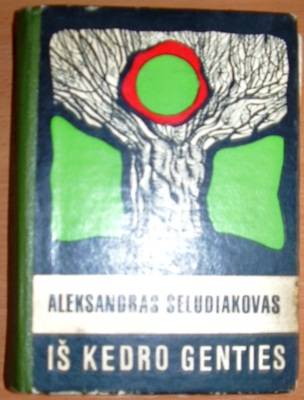 ALEKSANDRAS ŠELUDIAKOVAS
IŠ KEDRO GENTIES